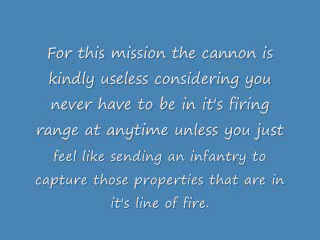 For this mission the cannon is
kindly useless considering you
never have to be in it's firing
range at anytime unless you just
feel like sending an infantry to
capture those properties that are in
it's line of fire.